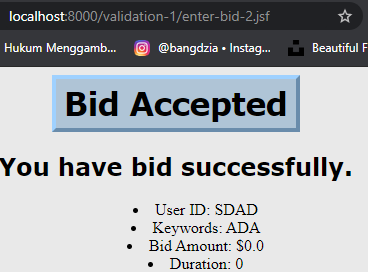 localhost:8000/validation-1/enter-bid-2.jsf
Hukum Menggamb...
@bangdzia • Instag...
Beautiful F
Bid Accepted
You have bid successfully.
• User ID: SDAD
• Keywords: ADA
• Bid Amount: $0.0
• Duration: 0